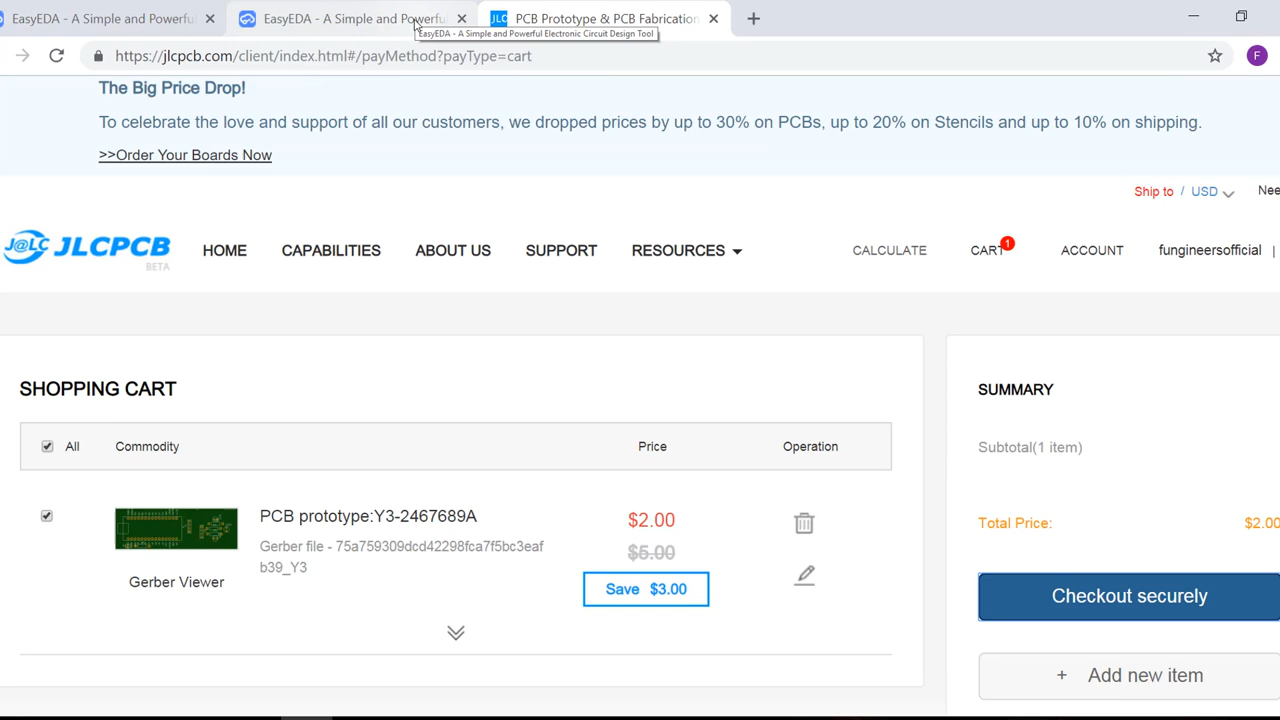 EasyEDA - A Simple and Powerful
EasyEDA - A Simple and Powerful
JLC PCB Prototype & PCB Fabrication
EasyEDA - A Simple and Powerful Electronic Circuit Design Tool
https://jlcpcb.com/client/index.html#/payMethod?payType=cart
F
The Big Price Drop!
To celebrate the love and support of all our customers, we dropped prices by up to 30% on PCBs, up to 20% on Stencils and up to 10% on shipping.
>>Order Your Boards Now
Ship to / USD
Nee
J@LC JLCPCB
BETA
HOME CAPABILITIES ABOUT US SUPPORT RESOURCES CALCULATE CART 1 ACCOUNT fungineersofficial |
SHOPPING CART
All Commodity Price Operation
PCB prototype:Y3-2467689A
Gerber file - 75a759309dcd42298fca7f5bc3eaf
b39_Y3
Gerber Viewer
$2.00
$5.00
Save $3.00
SUMMARY
Subtotal(1 item)
Total Price: $2.00
Checkout securely
+ Add new item